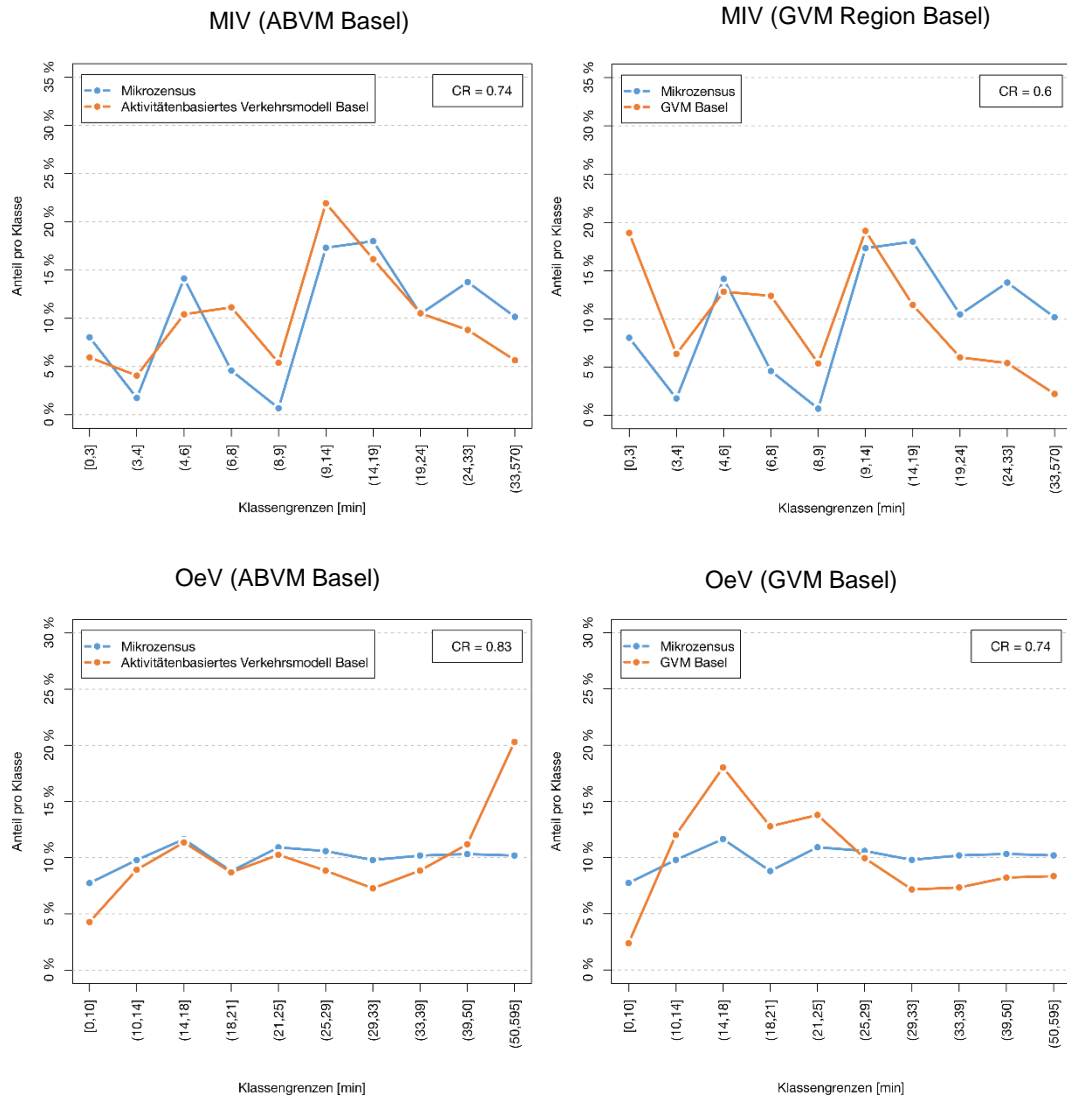 MIV (ABVM Basel)
Mikrozensus
Aktivitätenbasiertes Verkehrsmodell Basel
CR = 0.74
Anteil pro Klasse
35 %
30 %
25 %
20 %
15 %
10 %
5 %
0 %
[0,3]
(3,4]
(4,6]
(6,8]
(8,9]
(9,14]
(14,19]
(19,24]
(24,33]
(33,570]
Klassengrenzen [min]
MIV (GVM Region Basel)
Mikrozensus
GVM Basel
CR = 0.6
Anteil pro Klasse
35 %
30 %
25 %
20 %
15 %
10 %
5 %
0 %
[0,3]
(3,4]
(4,6]
(6,8]
(8,9]
(9,14]
(14,19]
(19,24]
(24,33]
(33,570]
Klassengrenzen [min]
OeV (ABVM Basel)
Mikrozensus
Aktivitätenbasiertes Verkehrsmodell Basel
CR = 0.83
Anteil pro Klasse
30 %
25 %
20 %
15 %
10 %
5 %
0 %
[0,10]
(10,14]
(14,18]
(18,21]
(21,25]
(25,29]
(29,33]
(33,39]
(39,50]
(50,595]
Klassengrenzen [min]
OeV (GVM Basel)
Mikrozensus
GVM Basel
CR = 0.74
Anteil pro Klasse
30 %
25 %
20 %
15 %
10 %
5 %
0 %
[0,10]
(10,14]
(14,18]
(18,21]
(21,25]
(25,29]
(29,33]
(33,39]
(39,50]
(50,595]
Klassengrenzen [min]